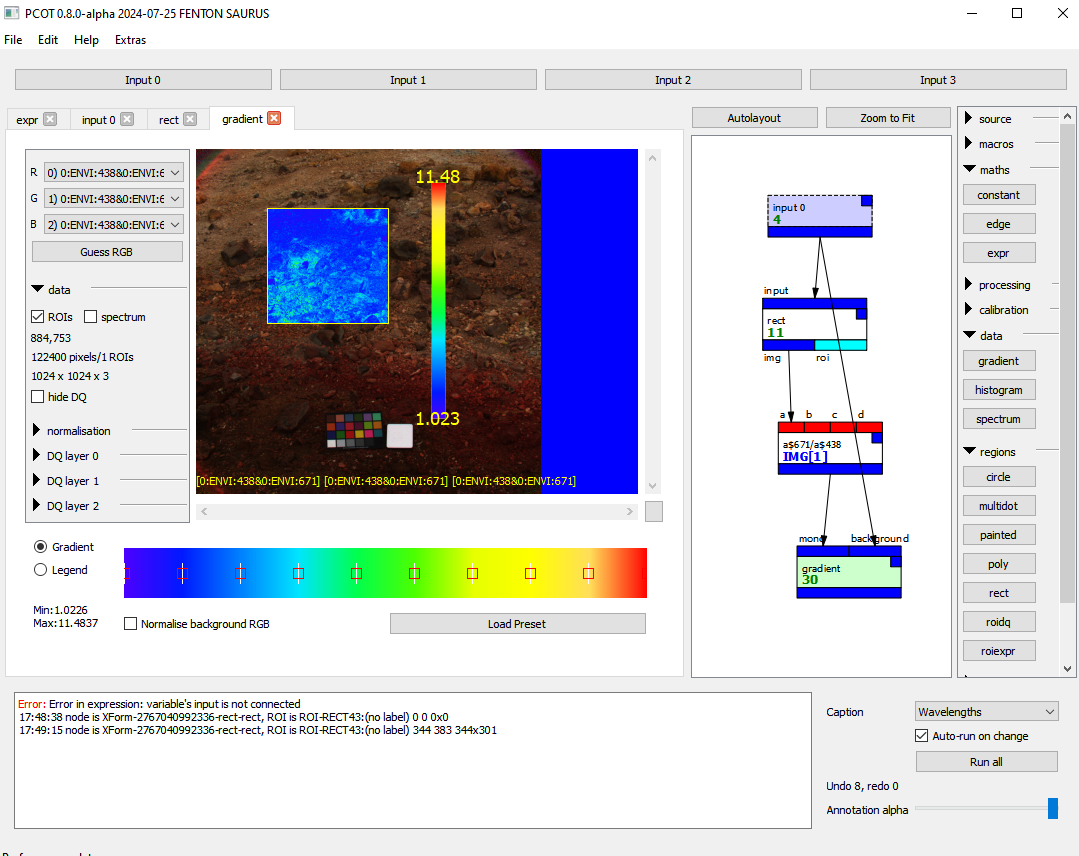 PCOT 0.8.0-alpha 2024-07-25 FENTON SAURUS
File Edit Help Extras
Input 0 Input 1 Input 2 Input 3
expr input 0 rect gradient
R 0) 0:ENVI:438&0:ENVI:6
G 1) 0:ENVI:438&0:ENVI:6
B 2) 0:ENVI:438&0:ENVI:6
Guess RGB
data
ROIs spectrum
884,753
122400 pixels/1 ROIs
1024 x 1024 x 3
hide DQ
normalisation
DQ layer 0
DQ layer 1
DQ layer 2
11.48
1.023
[0:ENVI:438&0:ENVI:671] [0:ENVI:438&0:ENVI:671] [0:ENVI:438&0:ENVI:671]
Gradient
Legend
Min:1.0226
Max:11.4837
Normalise background RGB
Load Preset
Autolayout Zoom to Fit
input 0
4
input
rect
11
img roi
a b c d
a$671/a$438
IMG[1]
mono background
gradient
30
source
macros
maths
constant
edge
expr
processing
calibration
data
gradient
histogram
spectrum
regions
circle
multidot
painted
poly
rect
roidq
roiexpr
Error: Error in expression: variable's input is not connected
17:48:38 node is XForm-2767040992336-rect-rect, ROI is ROI-RECT43:(no label) 0 0 0x0
17:49:15 node is XForm-2767040992336-rect-rect, ROI is ROI-RECT43:(no label) 344 383 344x301
Caption Wavelengths
Auto-run on change
Run all
Undo 8, redo 0
Annotation alpha